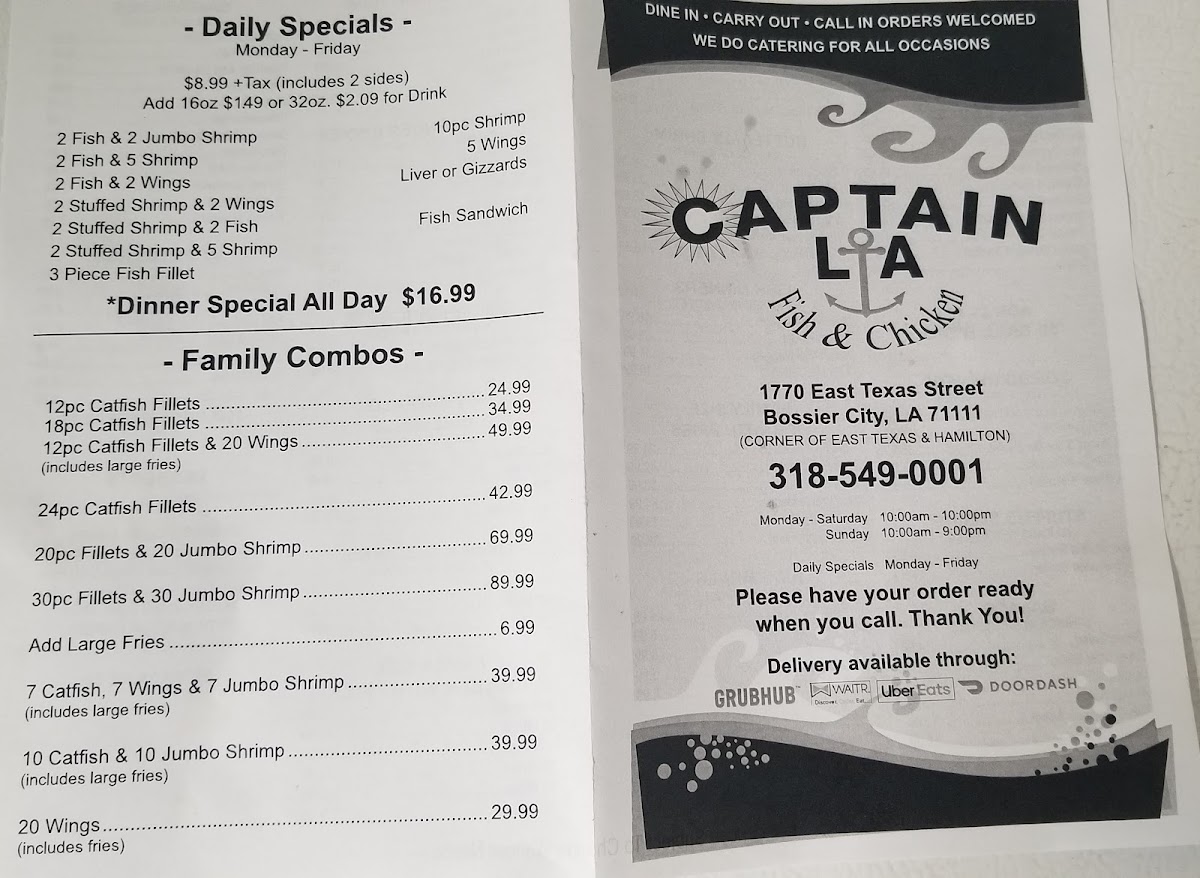 - Daily Specials -
Monday - Friday
$8.99 +Tax (includes 2 sides)
Add 16oz $1.49 or 32oz. $2.09 for Drink
2 Fish & 2 Jumbo Shrimp
2 Fish & 5 Shrimp
2 Fish & 2 Wings
2 Stuffed Shrimp & 2 Wings
2 Stuffed Shrimp & 2 Fish
2 Stuffed Shrimp & 5 Shrimp
3 Piece Fish Fillet
10pc Shrimp
5 Wings
Liver or Gizzards
Fish Sandwich
*Dinner Special All Day $16.99
- Family Combos -
12pc Catfish Fillets 24.99
18pc Catfish Fillets 34.99
12pc Catfish Fillets & 20 Wings 49.99
(includes large fries)
24pc Catfish Fillets 42.99
20pc Fillets & 20 Jumbo Shrimp 69.99
30pc Fillets & 30 Jumbo Shrimp 89.99
Add Large Fries 6.99
7 Catfish, 7 Wings & 7 Jumbo Shrimp 39.99
(includes large fries)
10 Catfish & 10 Jumbo Shrimp 39.99
(includes large fries)
20 Wings 29.99
(includes fries)
DINE IN • CARRY OUT • CALL IN ORDERS WELCOMED
WE DO CATERING FOR ALL OCCASIONS
CAPTAIN
LA
Fish & Chicken
1770 East Texas Street
Bossier City, LA 71111
(CORNER OF EAST TEXAS & HAMILTON)
318-549-0001
Monday - Saturday 10:00am - 10:00pm
Sunday 10:00am - 9:00pm
Daily Specials Monday - Friday
Please have your order ready
when you call. Thank You!
Delivery available through:
GRUBHUB WAITR Uber Eats DOORDASH